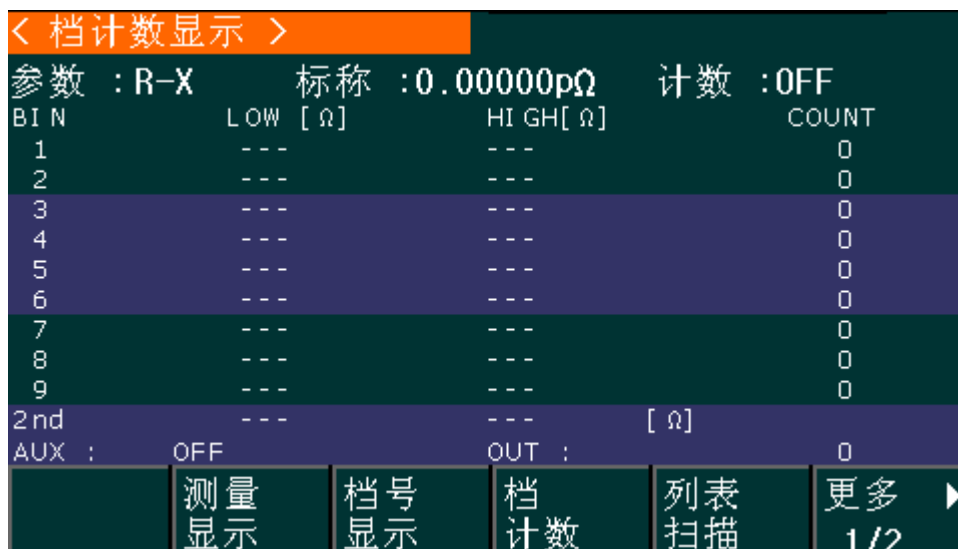 < 档计数显示 >
参数 :R-X 标称 :0.00000pΩ 计数 :OFF
BIN LOW [Ω] HIGH[Ω] COUNT
1 --- --- 0
2 --- --- 0
3 --- --- 0
4 --- --- 0
5 --- --- 0
6 --- --- 0
7 --- --- 0
8 --- --- 0
9 --- --- 0
2nd --- --- [Ω]
AUX : OFF OUT : 0
测量 档号 档 列表 更多
显示 显示 计数 扫描 1/2